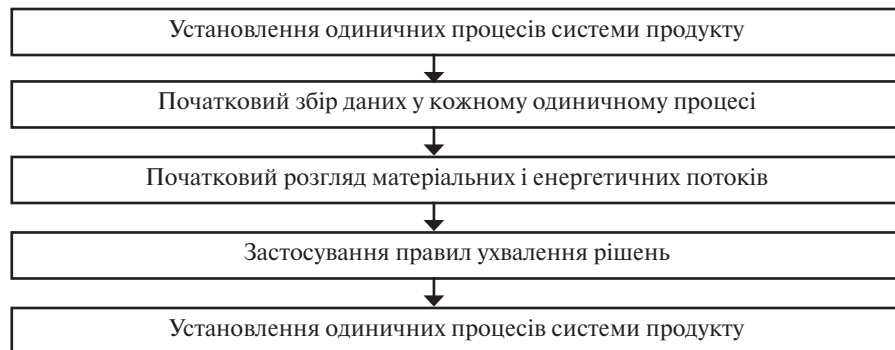 Установлення одиничних процесів системи продукту
Початковий збір даних у кожному одиничному процесі
Початковий розгляд матеріальних і енергетичних потоків
Застосування правил ухвалення рішень
Установлення одиничних процесів системи продукту